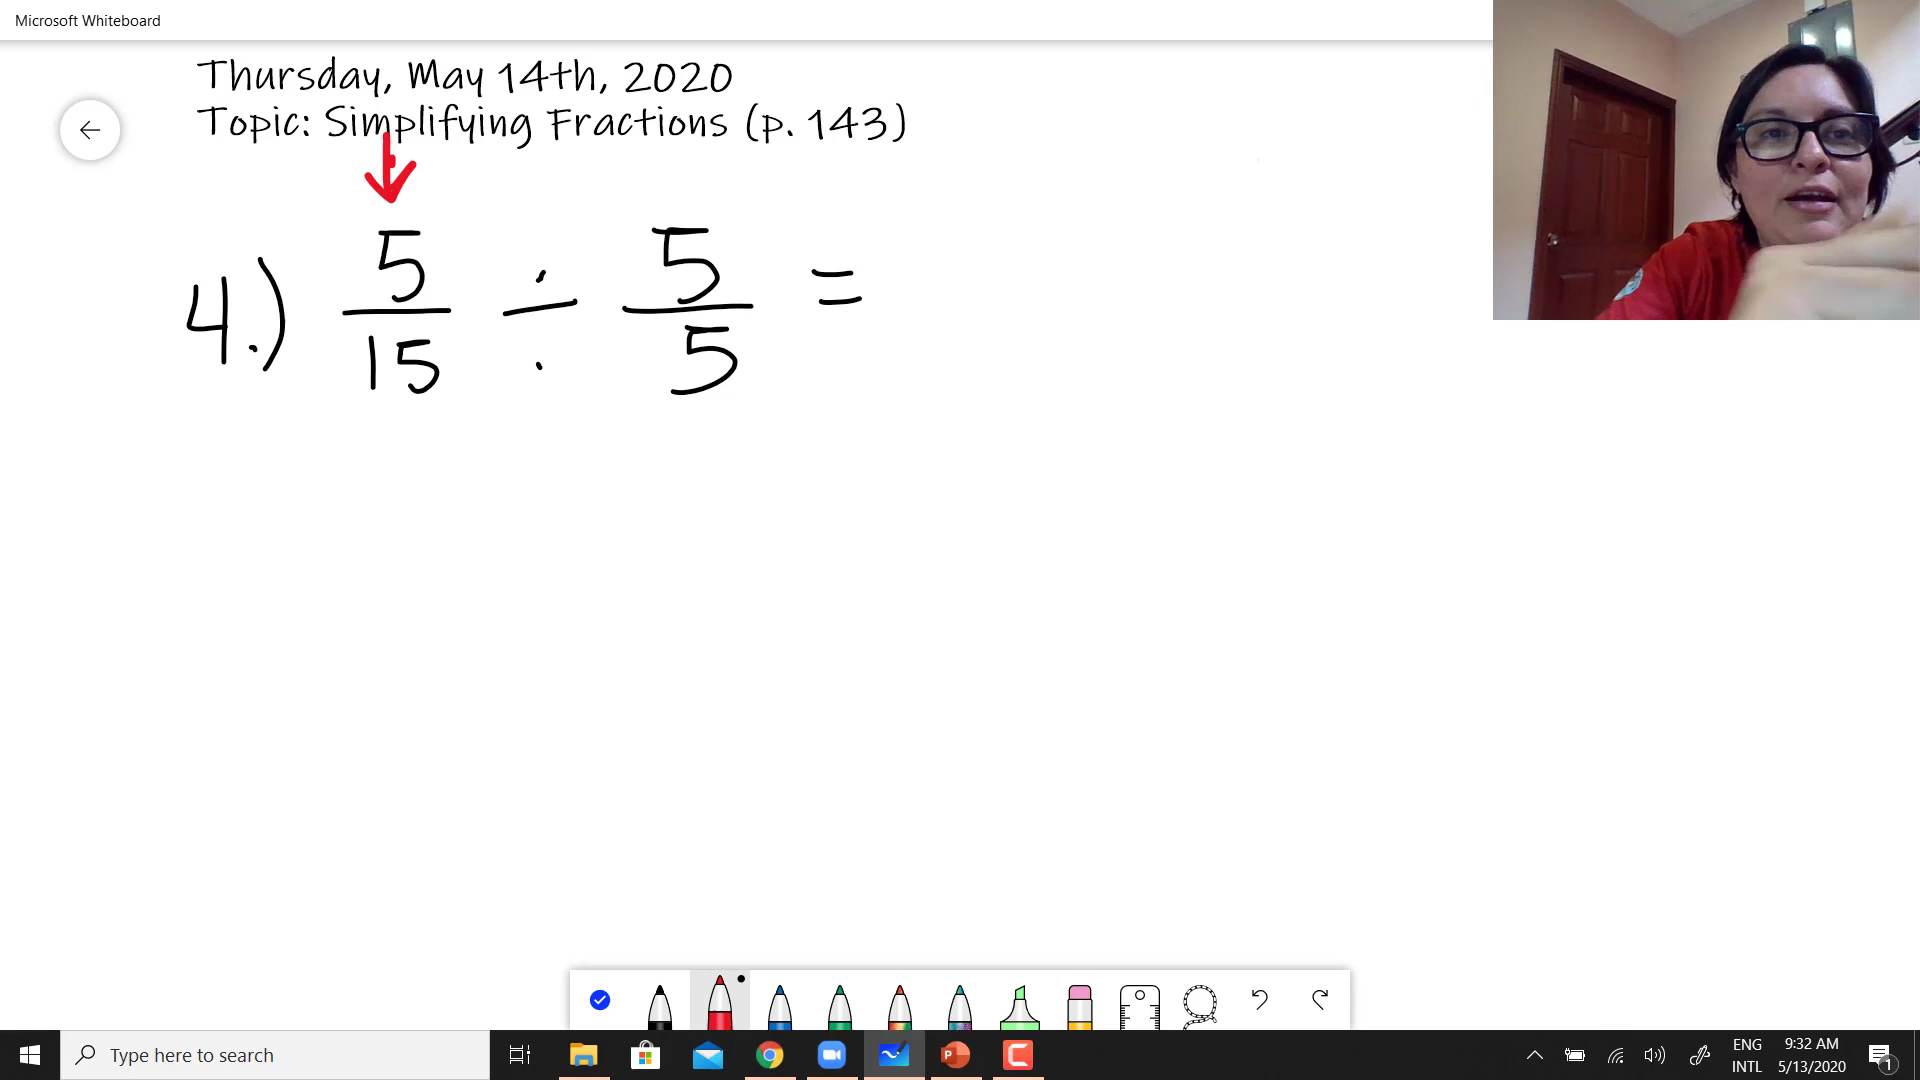 Microsoft Whiteboard
Thursday, May 14th, 2020
Topic: Simplifying Fractions (p. 143)
4.) 5/15 ÷ 5/5 =
Type here to search
ENG
INTL
9:32 AM
5/13/2020
1